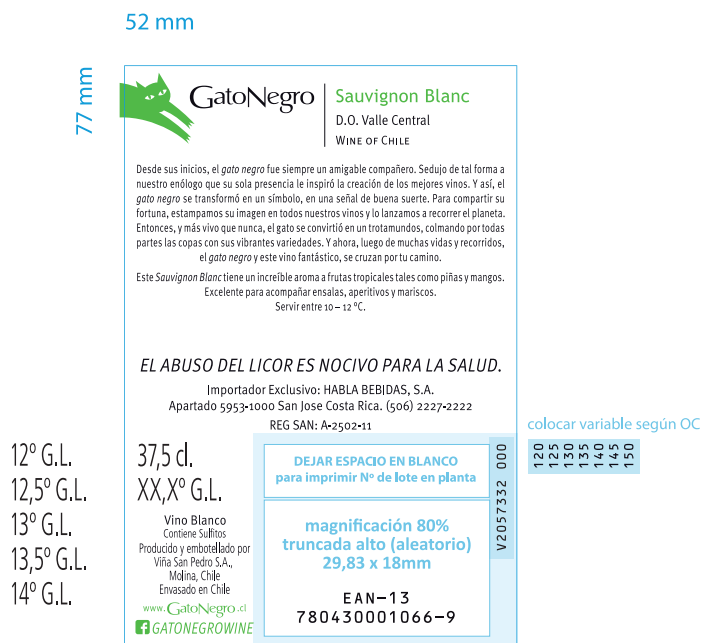 52 mm
77 mm
GatoNegro
Sauvignon Blanc
D.O. Valle Central
WINE OF CHILE
Desde sus inicios, el gato negro fue siempre un amigable compañero. Sedujo de tal forma a
nuestro enólogo que su sola presencia le inspiró la creación de los mejores vinos. Y así, el
gato negro se transformó en un símbolo, en una señal de buena suerte. Para compartir su
fortuna, estampamos su imagen en todos nuestros vinos y lo lanzamos a recorrer el planeta.
Entonces, y más vivo que nunca, el gato se convirtió en un trotamundos, colmando por todas
partes las copas con sus vibrantes variedades. Y ahora, luego de muchas vidas y recorridos,
el gato negro y este vino fantástico, se cruzan por tu camino.
Este Sauvignon Blanc tiene un increíble aroma a frutas tropicales tales como piñas y mangos.
Excelente para acompañar ensalas, aperitivos y mariscos.
Servir entre 10 – 12 ºC.
EL ABUSO DEL LICOR ES NOCIVO PARA LA SALUD.
Importador Exclusivo: HABLA BEBIDAS, S.A.
Apartado 5953-1000 San Jose Costa Rica. (506) 2227-2222
REG SAN: A-2502-11
12º G.L.
12,5º G.L.
13º G.L.
13,5º G.L.
14º G.L.
37,5 cl.
XX,Xº G.L.
Vino Blanco
Contiene Sulfitos
Producido y embotellado por
Viña San Pedro S.A.,
Molina, Chile
Envasado en Chile
www.GatoNegro.cl
GATONEGROWINE
DEJAR ESPACIO EN BLANCO
para imprimir Nº de lote en planta
magnificación 80%
truncada alto (aleatorio)
29,83 x 18mm
EAN-13
780430001066-9
V2057332 000
colocar variable según OC
120
125
130
135
140
145
150